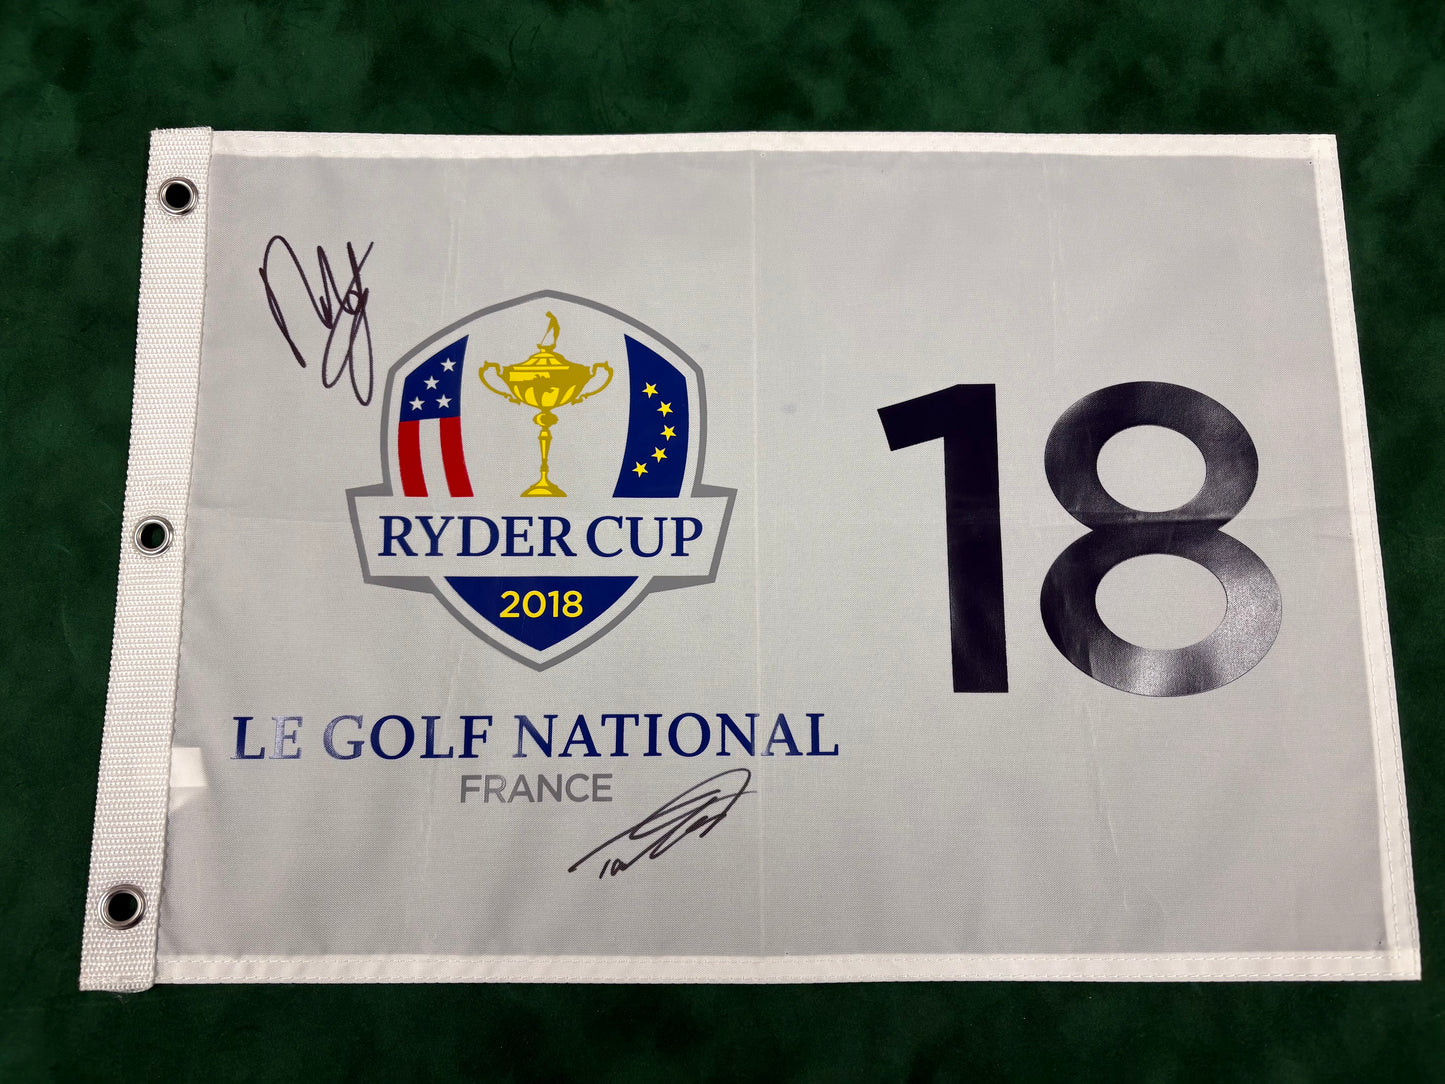 RYDER CUP
2018
LE GOLF NATIONAL
FRANCE
18